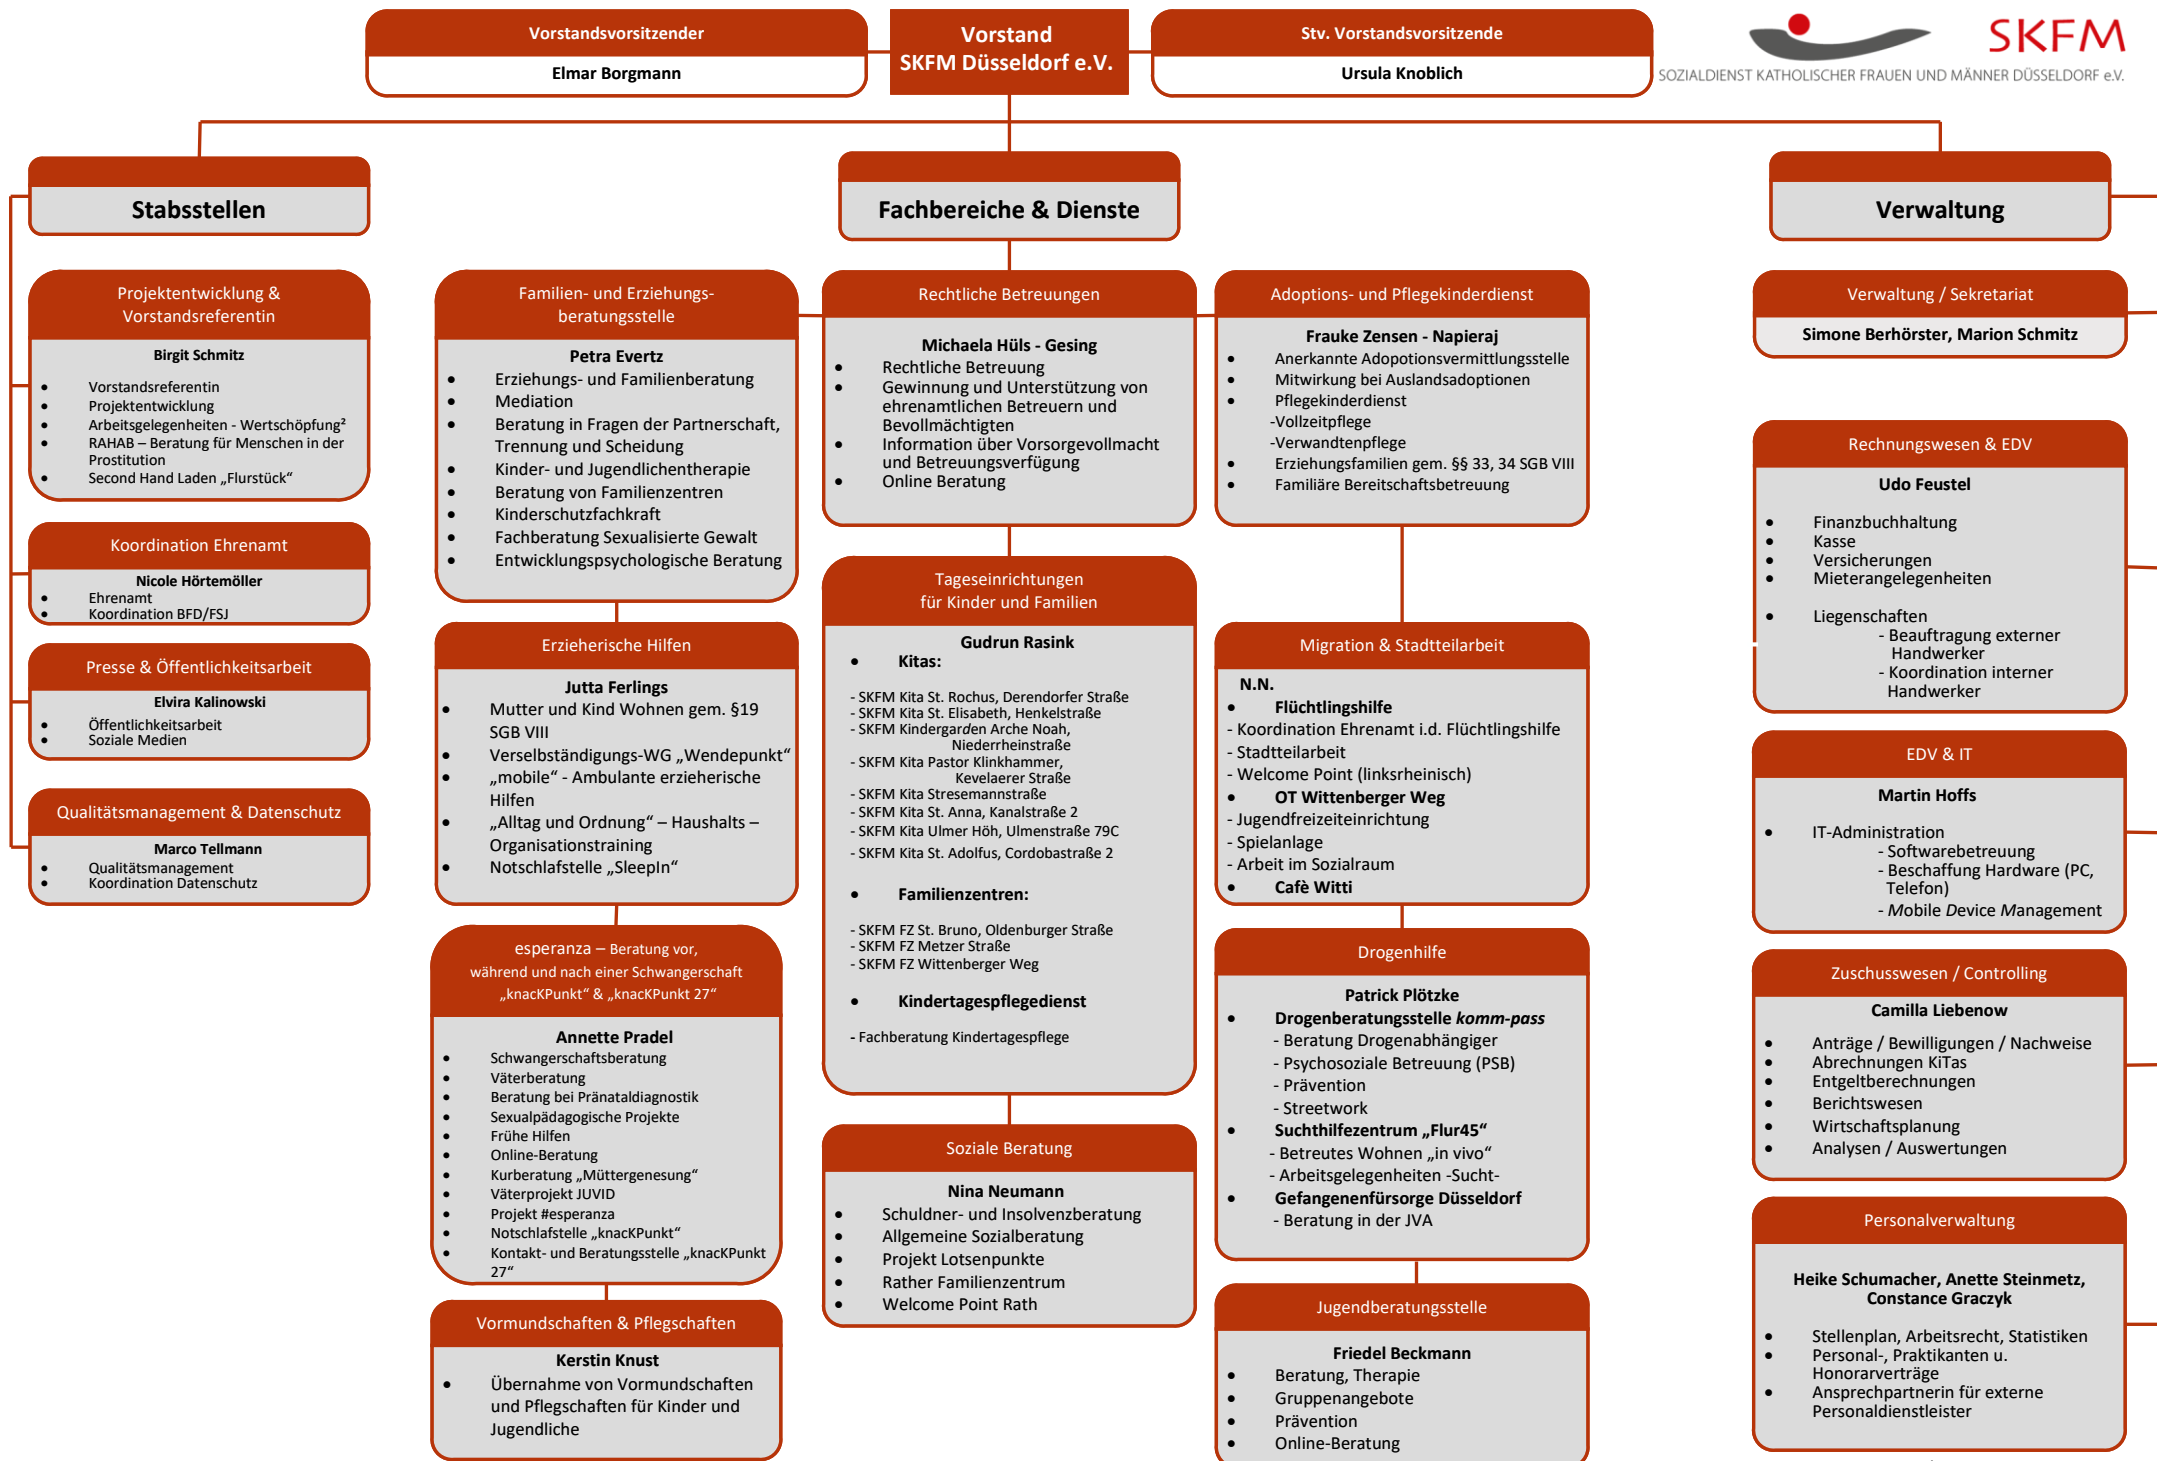 Vorstandsvorsitzender
Elmar Borgmann
Vorstand
SKFM Düsseldorf e.V.
Stv. Vorstandsvorsitzende
Ursula Knoblich
SKFM
SOZIALDIENST KATHOLISCHER FRAUEN UND MÄNNER DÜSSELDORF e.V.
Stabsstellen
Fachbereiche & Dienste
Verwaltung
Projektentwicklung &
Vorstandsreferentin
Birgit Schmitz
• Vorstandsreferentin
• Projektentwicklung
• Arbeitsgelegenheiten - Wertschöpfung²
• RAHAB – Beratung für Menschen in der
Prostitution
• Second Hand Laden „Flurstück“
Koordination Ehrenamt
Nicole Hörtemöller
• Ehrenamt
• Koordination BFD/FSJ
Presse & Öffentlichkeitsarbeit
Elvira Kalinowski
• Öffentlichkeitsarbeit
• Soziale Medien
Qualitätsmanagement & Datenschutz
Marco Tellmann
• Qualitätsmanagement
• Koordination Datenschutz
Familien- und Erziehungs-
beratungsstelle
Petra Evertz
• Erziehungs- und Familienberatung
• Mediation
• Beratung in Fragen der Partnerschaft,
Trennung und Scheidung
• Kinder- und Jugendlichentherapie
• Beratung von Familienzentren
• Kinderschutzfachkraft
• Fachberatung Sexualisierte Gewalt
• Entwicklungspsychologische Beratung
Erzieherische Hilfen
Jutta Ferlings
• Mutter und Kind Wohnen gem. §19
SGB VIII
• Verselbständigungs-WG „Wendepunkt“
• „mobile“ - Ambulante erzieherische
Hilfen
• „Alltag und Ordnung“ – Haushalts –
Organisationstraining
• Notschlafstelle „SleepIn“
esperanza – Beratung vor,
während und nach einer Schwangerschaft
„knacKPunkt“ & „knacKPunkt 27“
Annette Pradel
• Schwangerschaftsberatung
• Väterberatung
• Beratung bei Pränataldiagnostik
• Sexualpädagogische Projekte
• Frühe Hilfen
• Online-Beratung
• Kurberatung „Müttergenesung“
• Väterprojekt JUVID
• Projekt #esperanza
• Notschlafstelle „knacKPunkt“
• Kontakt- und Beratungsstelle „knacKPunkt
27“
Vormundschaften & Pflegschaften
Kerstin Knust
• Übernahme von Vormundschaften
und Pflegschaften für Kinder und
Jugendliche
Rechtliche Betreuungen
Michaela Hüls - Gesing
• Rechtliche Betreuung
• Gewinnung und Unterstützung von
ehrenamtlichen Betreuern und
Bevollmächtigten
• Information über Vorsorgevollmacht
und Betreuungsverfügung
• Online Beratung
Tageseinrichtungen
für Kinder und Familien
Gudrun Rasink
• Kitas:
- SKFM Kita St. Rochus, Derendorfer Straße
- SKFM Kita St. Elisabeth, Henkelstraße
- SKFM Kindergarden Arche Noah,
Niederrheinstraße
- SKFM Kita Pastor Klinkhammer,
Kevelaerer Straße
- SKFM Kita Stresemannstraße
- SKFM Kita St. Anna, Kanalstraße 2
- SKFM Kita Ulmer Höh, Ulmenstraße 79C
- SKFM Kita St. Adolfus, Cordobastraße 2
• Familienzentren:
- SKFM FZ St. Bruno, Oldenburger Straße
- SKFM FZ Metzer Straße
- SKFM FZ Wittenberger Weg
• Kindertagespflegedienst
- Fachberatung Kindertagespflege
Soziale Beratung
Nina Neumann
• Schuldner- und Insolvenzberatung
• Allgemeine Sozialberatung
• Projekt Lotsenpunkte
• Rather Familienzentrum
• Welcome Point Rath
Adoptions- und Pflegekinderdienst
Frauke Zensen - Napieraj
• Anerkannte Adopotionsvermittlungsstelle
• Mitwirkung bei Auslandsadoptionen
• Pflegekinderdienst
-Vollzeitpflege
-Verwandtenpflege
• Erziehungsfamilien gem. §§ 33, 34 SGB VIII
• Familiäre Bereitschaftsbetreuung
Migration & Stadtteilarbeit
N.N.
• Flüchtlingshilfe
- Koordination Ehrenamt i.d. Flüchtlingshilfe
- Stadtteilarbeit
- Welcome Point (linksrheinisch)
• OT Wittenberger Weg
- Jugendfreizeiteinrichtung
- Spielanlage
- Arbeit im Sozialraum
• Cafè Witti
Drogenhilfe
Patrick Plötzke
• Drogenberatungsstelle komm-pass
- Beratung Drogenabhängiger
- Psychosoziale Betreuung (PSB)
- Prävention
- Streetwork
• Suchthilfezentrum „Flur45“
- Betreutes Wohnen „in vivo“
- Arbeitsgelegenheiten -Sucht-
• Gefangenenfürsorge Düsseldorf
- Beratung in der JVA
Jugendberatungsstelle
Friedel Beckmann
• Beratung, Therapie
• Gruppenangebote
• Prävention
• Online-Beratung
Verwaltung / Sekretariat
Simone Berhörster, Marion Schmitz
Rechnungswesen & EDV
Udo Feustel
• Finanzbuchhaltung
• Kasse
• Versicherungen
• Mieterangelegenheiten
• Liegenschaften
- Beauftragung externer
Handwerker
- Koordination interner
Handwerker
EDV & IT
Martin Hoffs
• IT-Administration
- Softwarebetreuung
- Beschaffung Hardware (PC,
Telefon)
- Mobile Device Management
Zuschusswesen / Controlling
Camilla Liebenow
• Anträge / Bewilligungen / Nachweise
• Abrechnungen KiTas
• Entgeltberechnungen
• Berichtswesen
• Wirtschaftsplanung
• Analysen / Auswertungen
Personalverwaltung
Heike Schumacher, Anette Steinmetz,
Constance Graczyk
• Stellenplan, Arbeitsrecht, Statistiken
• Personal-, Praktikanten u.
Honorarverträge
• Ansprechpartnerin für externe
Personaldienstleister